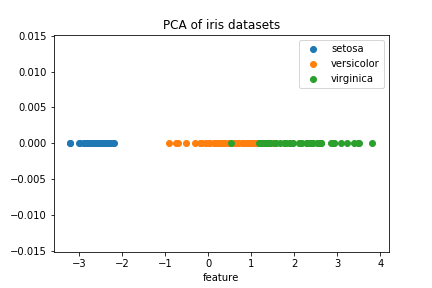 PCA of iris datasets
0.015
0.010
0.005
0.000
−0.005
−0.010
−0.015
setosa
versicolor
virginica
−3 −2 −1 0 1 2 3 4
feature